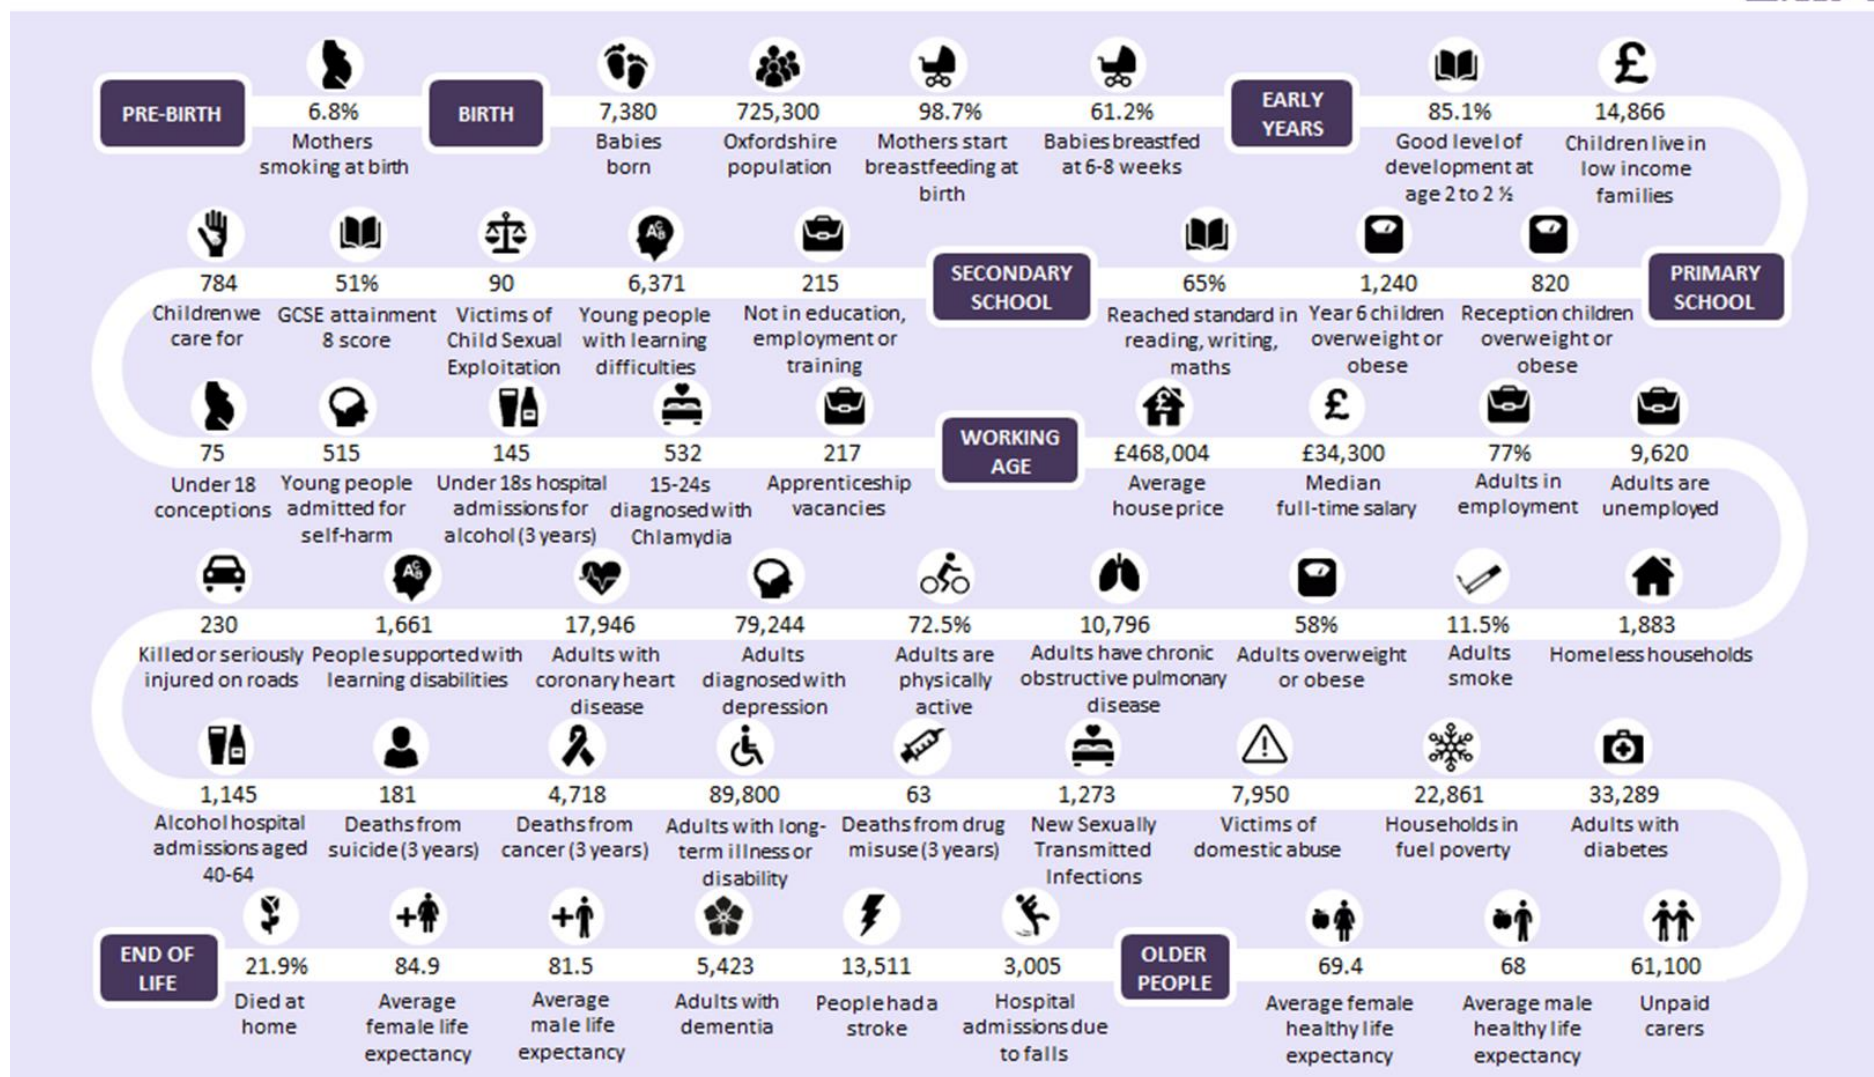 PRE-BIRTH
6.8%
Mothers
smoking at birth
BIRTH
7,380
Babies
born
725,300
Oxfordshire
population
98.7%
Mothers start
breastfeeding at
birth
61.2%
Babies breastfed
at 6-8 weeks
EARLY
YEARS
85.1%
Good level of
development at
age 2 to 2 ½
£
14,866
Children live in
low income
families
PRIMARY
SCHOOL
820
Reception children
overweight or
obese
1,240
Year 6 children
overweight or
obese
65%
Reached standard in
reading, writing,
maths
SECONDARY
SCHOOL
215
Not in education,
employment or
training
6,371
Young people
with learning
difficulties
90
Victims of
Child Sexual
Exploitation
51%
GCSE attainment
8 score
784
Children we
care for
75
Under 18
conceptions
515
Young people
admitted for
self-harm
145
Under 18s hospital
admissions for
alcohol (3 years)
532
15-24s
diagnosed with
Chlamydia
217
Apprenticeship
vacancies
WORKING
AGE
£
£468,004
Average
house price
£
£34,300
Median
full-time salary
77%
Adults in
employment
9,620
Adults are
unemployed
1,883
Homeless households
11.5%
Adults
smoke
58%
Adults overweight
or obese
10,796
Adults have chronic
obstructive pulmonary
disease
72.5%
Adults are
physically
active
79,244
Adults
diagnosed with
depression
17,946
Adults with
coronary heart
disease
1,661
People supported with
learning disabilities
230
Killed or seriously
injured on roads
1,145
Alcohol hospital
admissions aged
40-64
181
Deaths from
suicide (3 years)
4,718
Deaths from
cancer (3 years)
89,800
Adults with long-
term illness or
disability
63
Deaths from drug
misuse (3 years)
1,273
New Sexually
Transmitted
Infections
7,950
Victims of
domestic abuse
22,861
Households in
fuel poverty
33,289
Adults with
diabetes
61,100
Unpaid
carers
68
Average male
healthy life
expectancy
69.4
Average female
healthy life
expectancy
OLDER
PEOPLE
3,005
Hospital
admissions due
to falls
13,511
People had a
stroke
5,423
Adults with
dementia
81.5
Average
male life
expectancy
84.9
Average
female life
expectancy
21.9%
Died at
home
END OF
LIFE